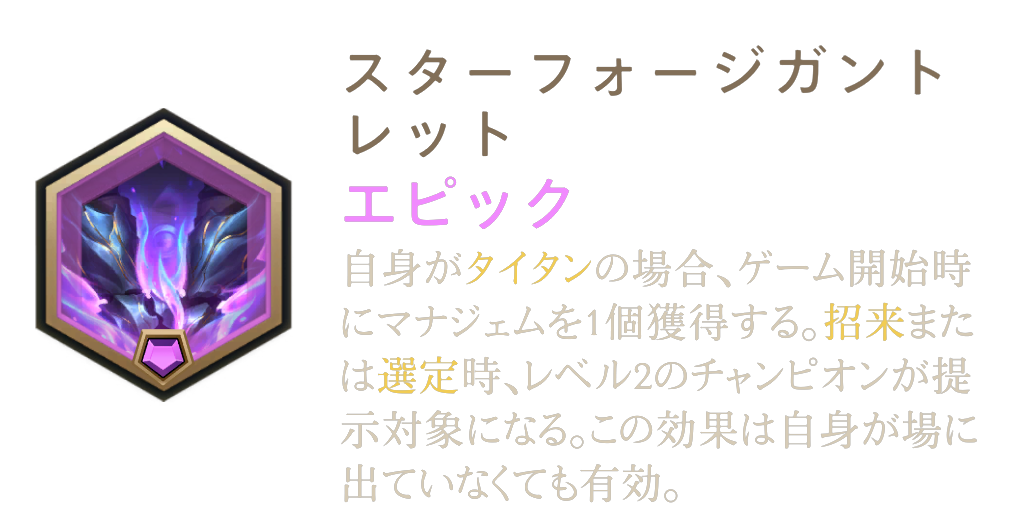 スターフォージガント
レット
エピック
自身がタイタンの場合、ゲーム開始時
にマナジェムを1個獲得する。招来また
は選定時、レベル2のチャンピオンが提
示対象になる。この効果は自身が場に
出ていなくても有効。